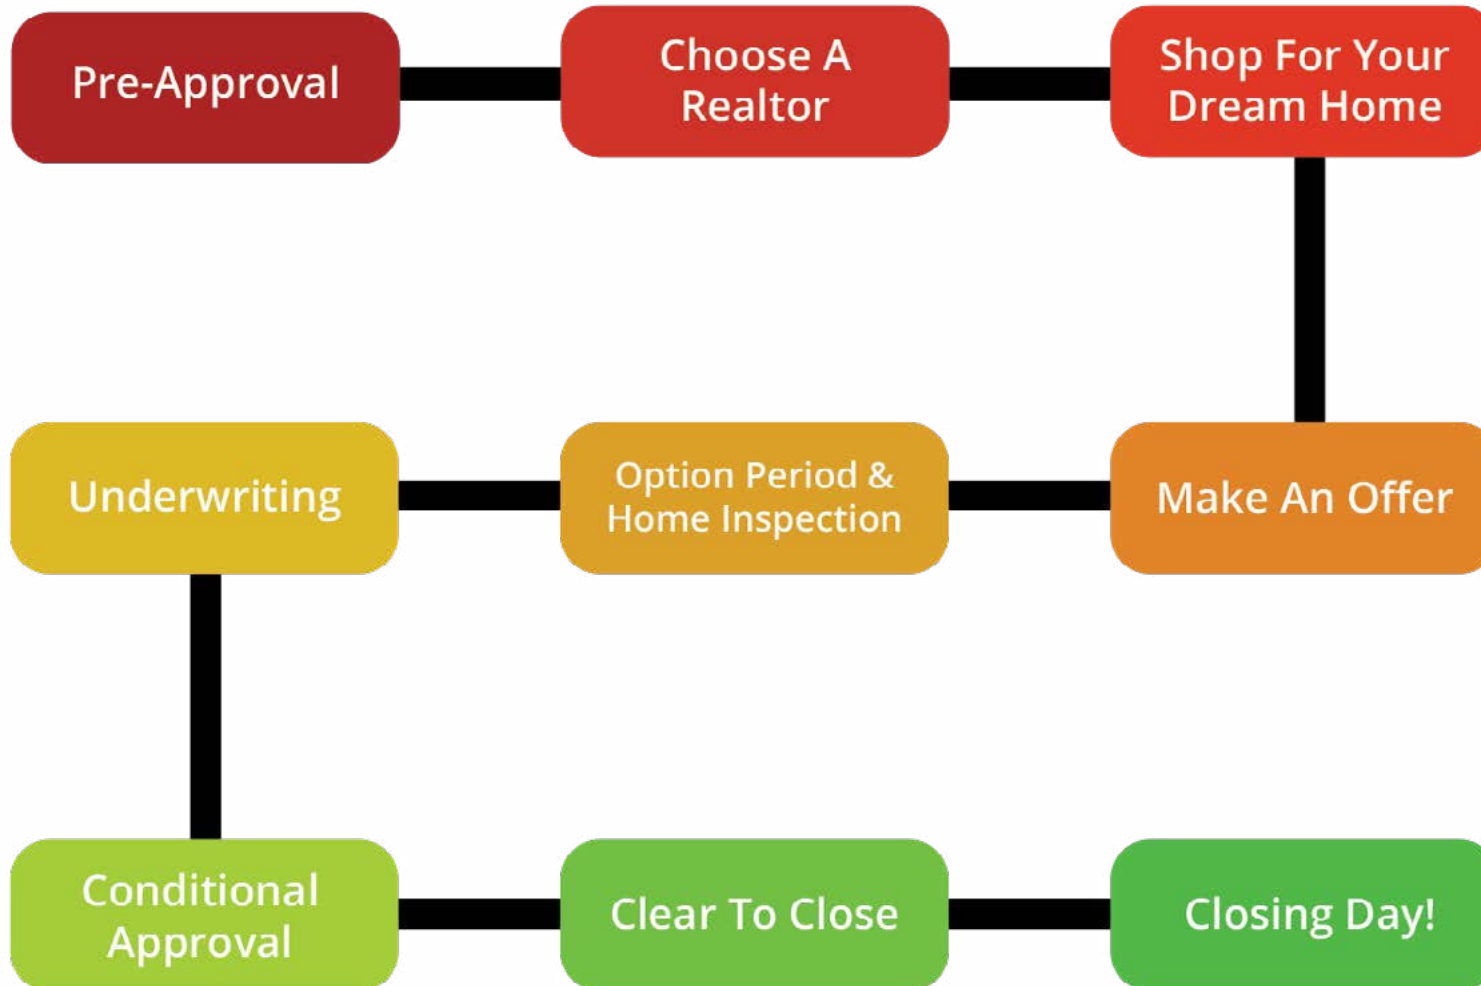 Pre-Approval
Choose A
Realtor
Shop For Your
Dream Home
Underwriting
Option Period &
Home Inspection
Make An Offer
Conditional
Approval
Clear To Close
Closing Day!